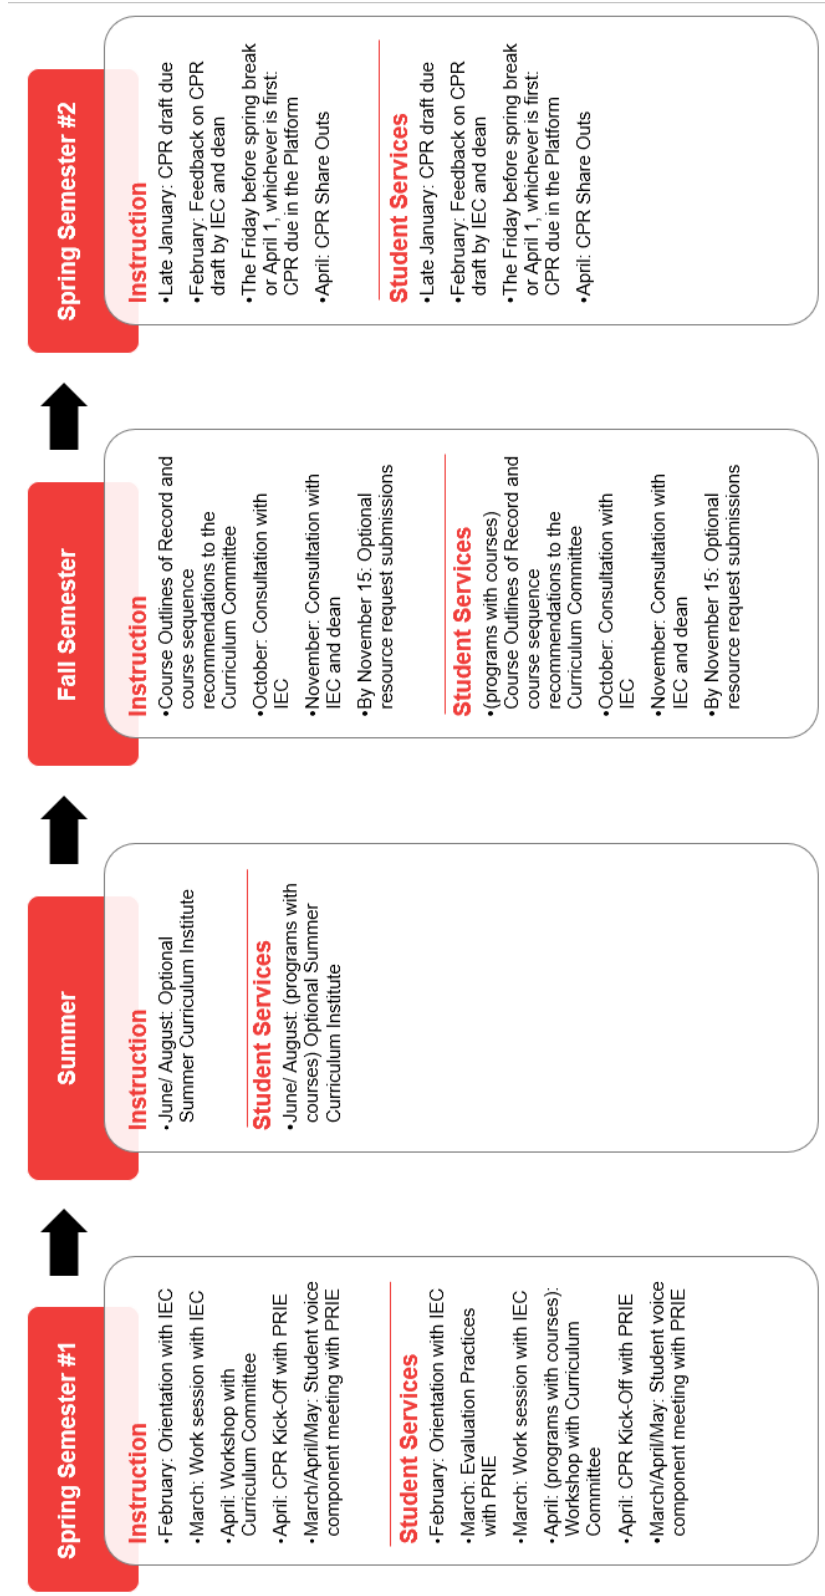 Spring Semester #1
Instruction
•February: Orientation with IEC
•March: Work session with IEC
•April: Workshop with
Curriculum Committee
•April: CPR Kick-Off with PRIE
•March/April/May: Student voice
component meeting with PRIE
Student Services
•February: Orientation with IEC
•March: Evaluation Practices
with PRIE
•March: Work session with IEC
•April: (programs with courses):
Workshop with Curriculum
Committee
•April: CPR Kick-Off with PRIE
•March/April/May: Student voice
component meeting with PRIE
Summer
Instruction
•June/ August: Optional
Summer Curriculum Institute
Student Services
•June/ August: (programs with
courses) Optional Summer
Curriculum Institute
Fall Semester
Instruction
•Course Outlines of Record and
course sequence
recommendations to the
Curriculum Committee
•October: Consultation with
IEC
•November: Consultation with
IEC and dean
•By November 15: Optional
resource request submissions
Student Services
•(programs with courses)
Course Outlines of Record and
course sequence
recommendations to the
Curriculum Committee
•October: Consultation with
IEC
•November: Consultation with
IEC and dean
•By November 15: Optional
resource request submissions
Spring Semester #2
Instruction
•Late January: CPR draft due
•February: Feedback on CPR
draft by IEC and dean
•The Friday before spring break
or April 1, whichever is first:
CPR due in the Platform
•April: CPR Share Outs
Student Services
•Late January: CPR draft due
•February: Feedback on CPR
draft by IEC and dean
•The Friday before spring break
or April 1, whichever is first:
CPR due in the Platform
•April: CPR Share Outs